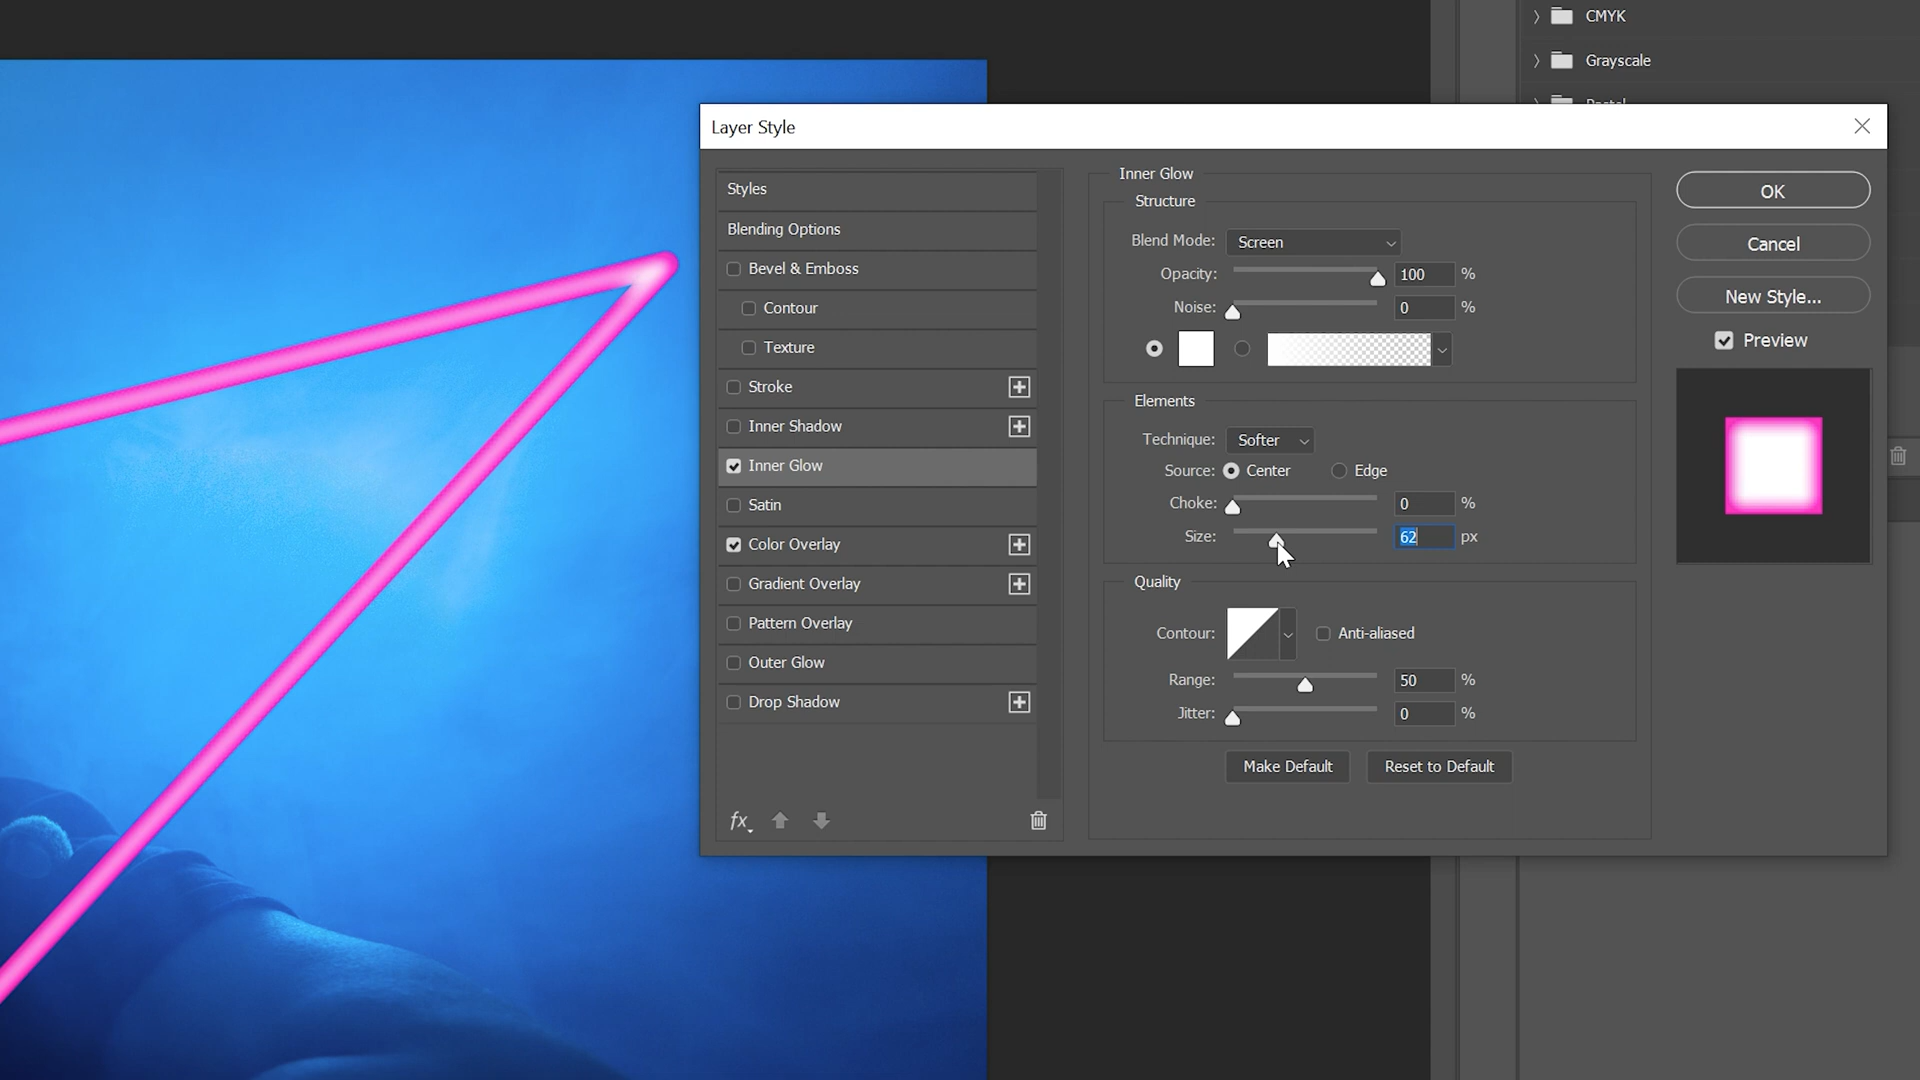 CMYK
Grayscale
Layer Style
Styles
Blending Options
Bevel & Emboss
Contour
Texture
Stroke
Inner Shadow
Inner Glow
Satin
Color Overlay
Gradient Overlay
Pattern Overlay
Outer Glow
Drop Shadow
fx
Inner Glow
Structure
Blend Mode: Screen
Opacity: 100 %
Noise: 0 %
Elements
Technique: Softer
Source: Center Edge
Choke: 0 %
Size: 62 px
Quality
Contour: Anti-aliased
Range: 50 %
Jitter: 0 %
Make Default Reset to Default
OK
Cancel
New Style...
Preview